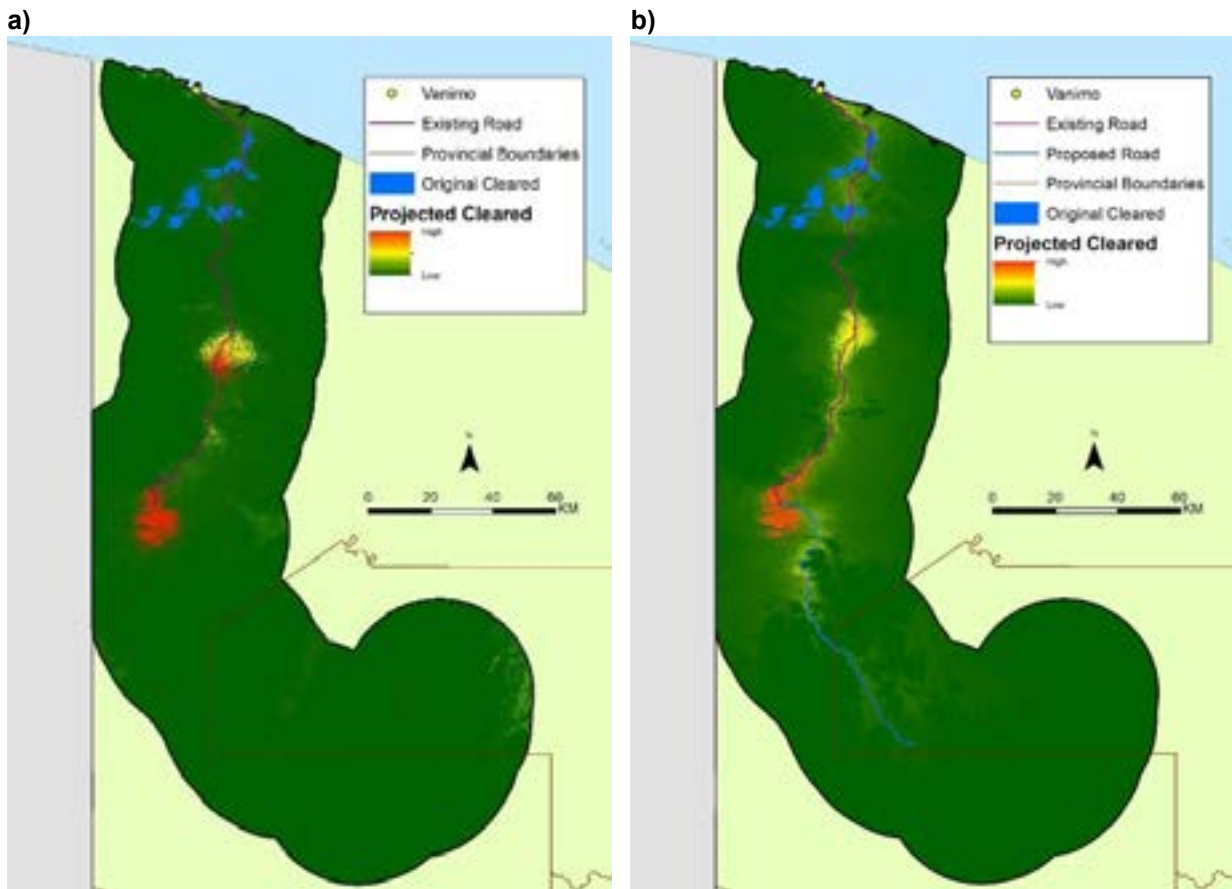 a)
Vanimo
Existing Road
Provincial Boundaries
Original Cleared
Projected Cleared
High
Low
N
0 20 40 60
KM
b)
Vanimo
Existing Road
Proposed Road
Provincial Boundaries
Original Cleared
Projected Cleared
High
Low
N
0 20 40 60
KM